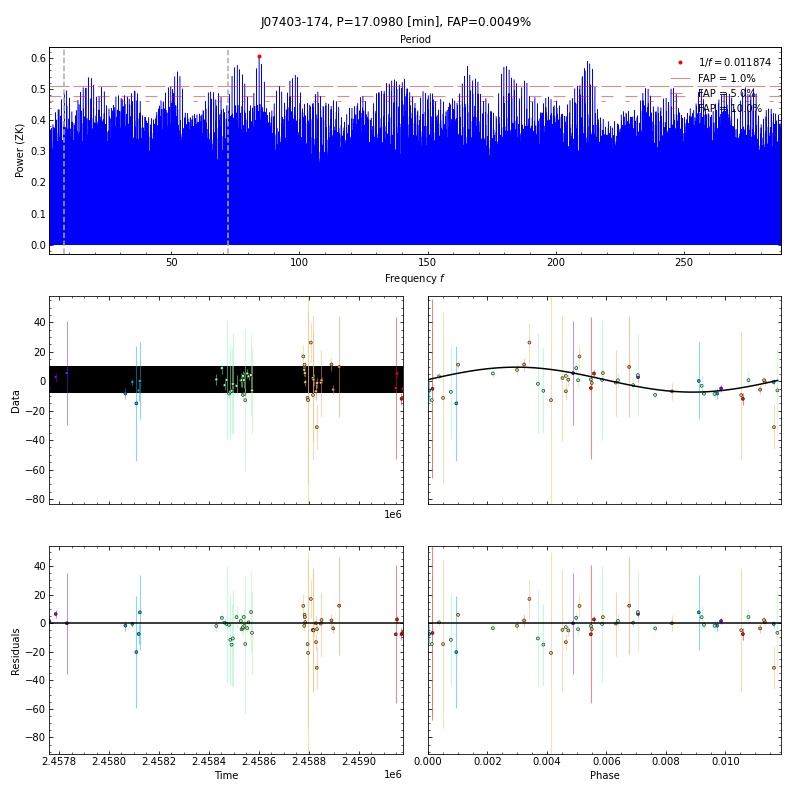 J07403-174, P=17.0980 [min], FAP=0.0049%
Period
0.6
0.5
0.4
0.3
0.2
0.1
0.0
Power (ZK)
1/f = 0.011874
FAP = 1.0%
FAP = 5.0%
FAP = 10.0%
50
100
150
200
250
Frequency f
40
20
0
−20
−40
−60
−80
Data
1e6
40
20
0
−20
−40
−60
−80
Residuals
2.4578
2.4580
2.4582
2.4584
2.4586
2.4588
2.4590
1e6
Time
0.000
0.002
0.004
0.006
0.008
0.010
Phase